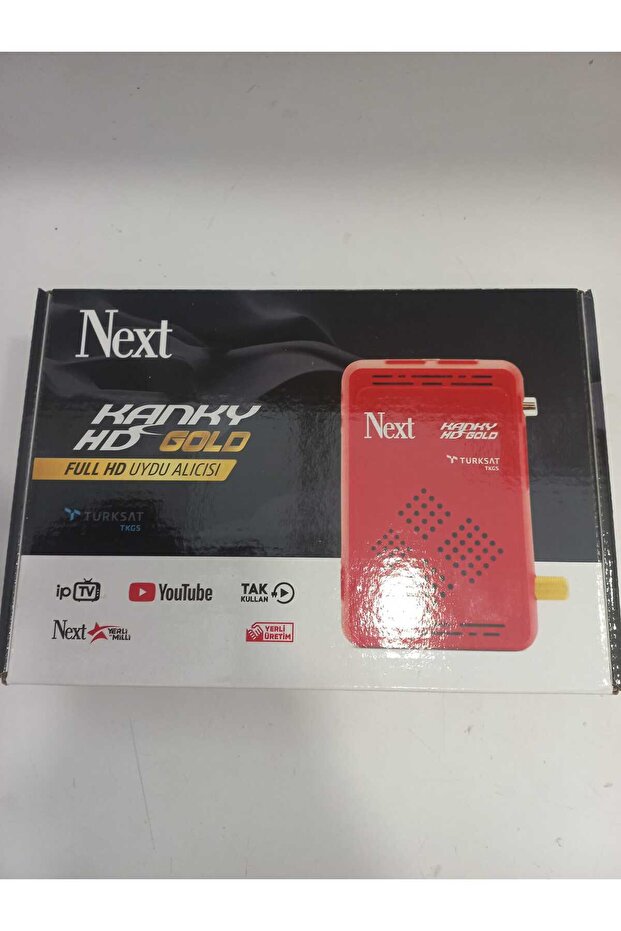 Next
KANKY
HD GOLD
FULL HD UYDU ALICISI
TURKSAT
TKGS
ip TV
YouTube
TAK
KULLAN
Next YERLİ
MİLLİ
YERLİ
ÜRETİM
Next
KANKY
HD GOLD
TURKSAT
TKGS